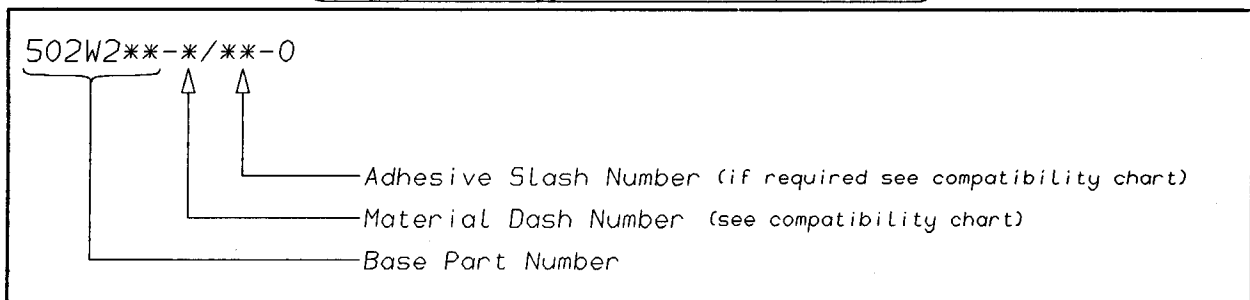 502W2**-*/**-0
Adhesive Slash Number (if required see compatibility chart)
Material Dash Number (see compatibility chart)
Base Part Number